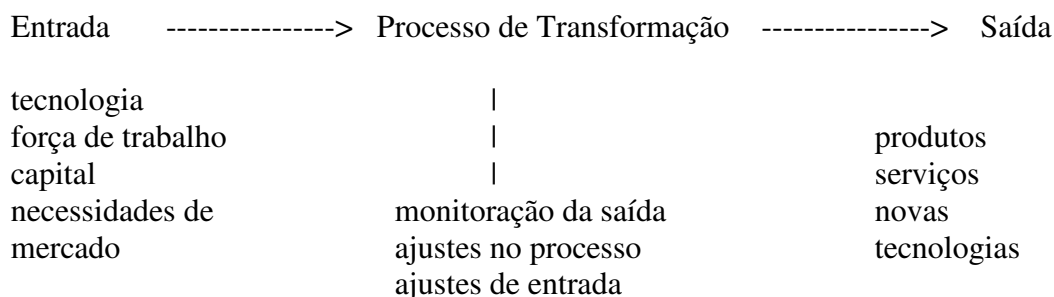 Entrada ----------------> Processo de Transformação ----------------> Saída
tecnologia |
força de trabalho | produtos
capital | serviços
necessidades de monitoração da saída novas
mercado ajustes no processo tecnologias
ajustes de entrada